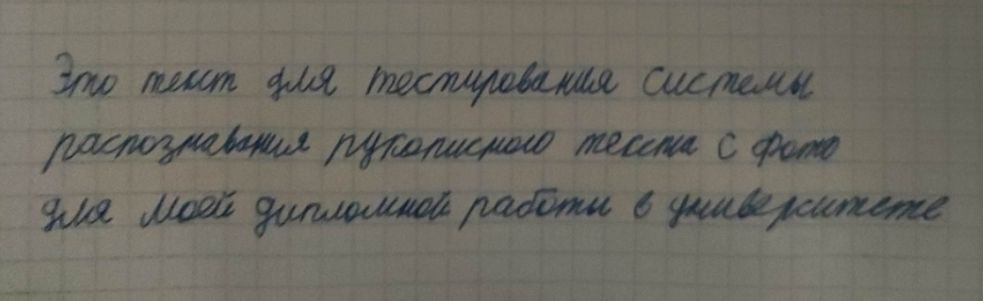 Это текст для тестирования системы
распознавания рукописного текста с фото
для моей дипломной работы в университете